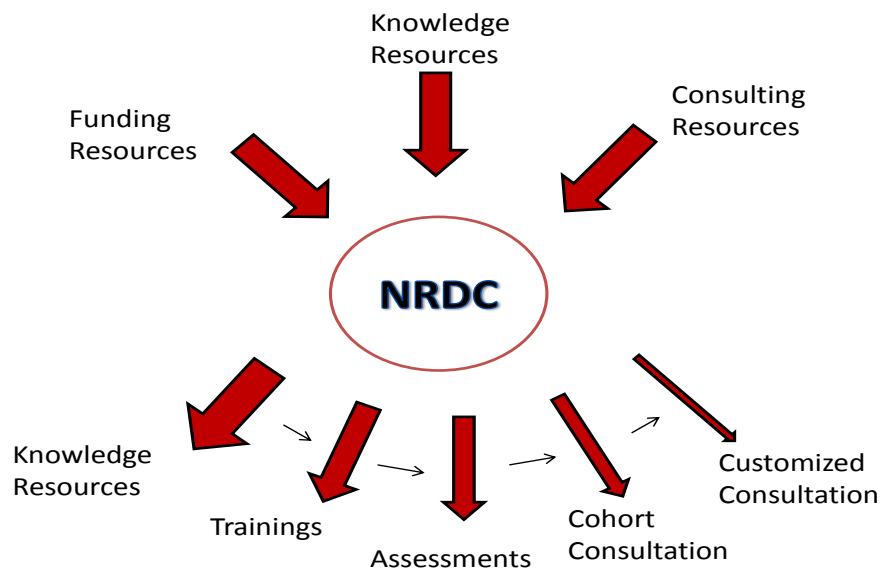 Knowledge
Resources
Funding
Resources
Consulting
Resources
NRDC
Knowledge
Resources
Trainings
Assessments
Cohort
Consultation
Customized
Consultation